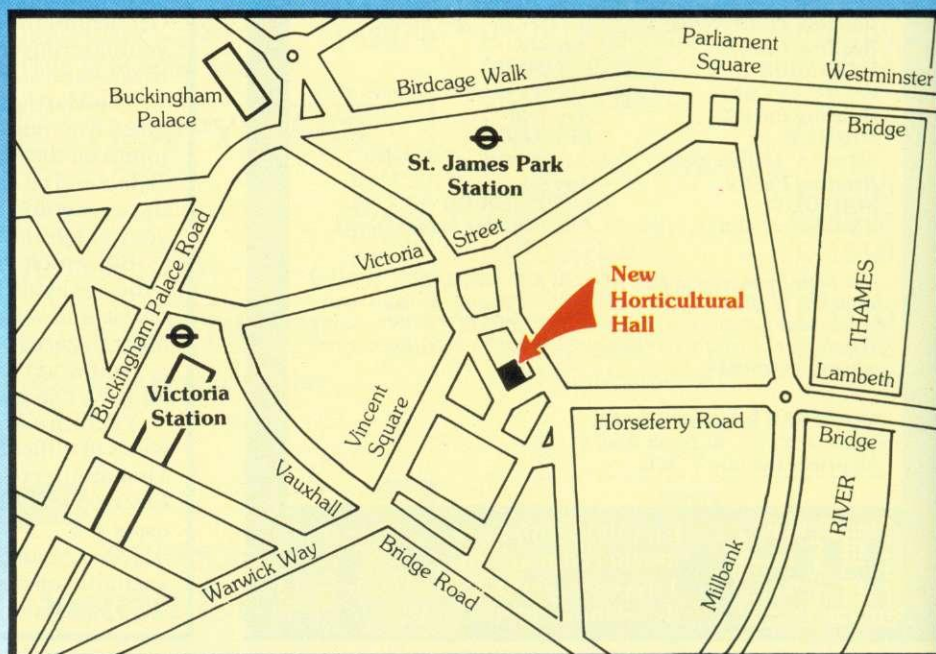 Parliament
Square
Westminster
Bridge
Birdcage Walk
Buckingham
Palace
St. James Park
Station
Victoria
Street
Buckingham Palace Road
New
Horticultural
Hall
THAMES
Lambeth
Bridge
Victoria
Station
Vincent
Square
Horseferry Road
Vauxhall
Bridge Road
Warwick Way
Millbank
RIVER